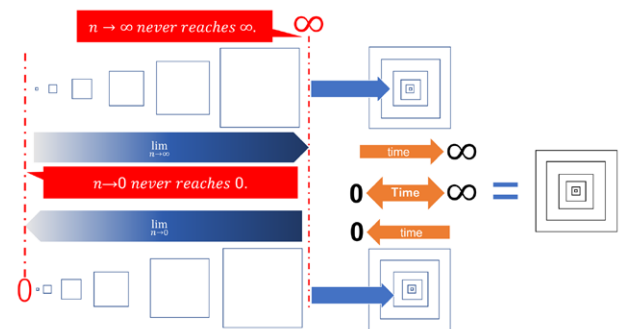 ∞
n → ∞ never reaches ∞.
lim
n→∞
time ∞
n→0 never reaches 0.
0 Time ∞ =
lim
n→0
0 time
0